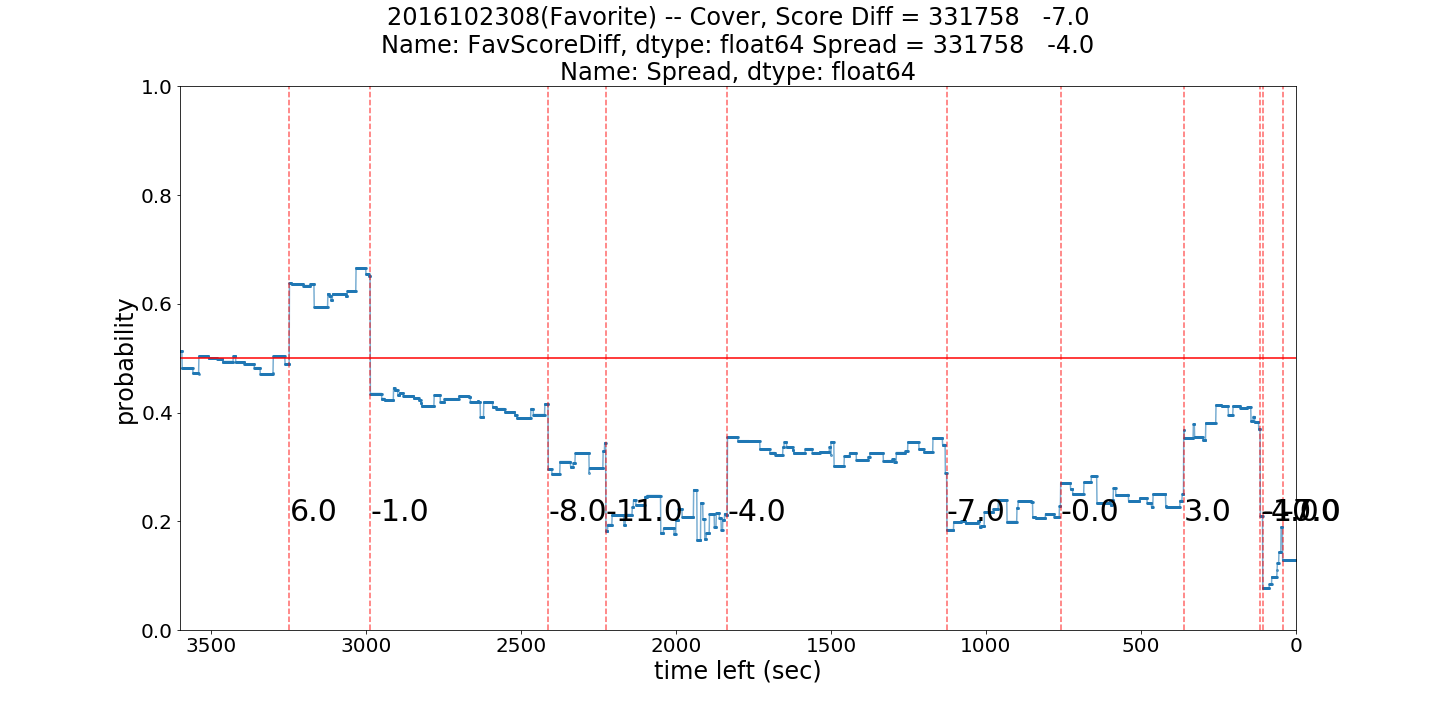 2016102308(Favorite) -- Cover, Score Diff = 331758   -7.0
Name: FavScoreDiff, dtype: float64 Spread = 331758   -4.0
Name: Spread, dtype: float64
probability
1.0
0.8
0.6
0.4
0.2
0.0
6.0 -1.0 -8.0 -11.0 -4.0 -7.0 -0.0 3.0
3500 3000 2500 2000 1500 1000 500 0
time left (sec)